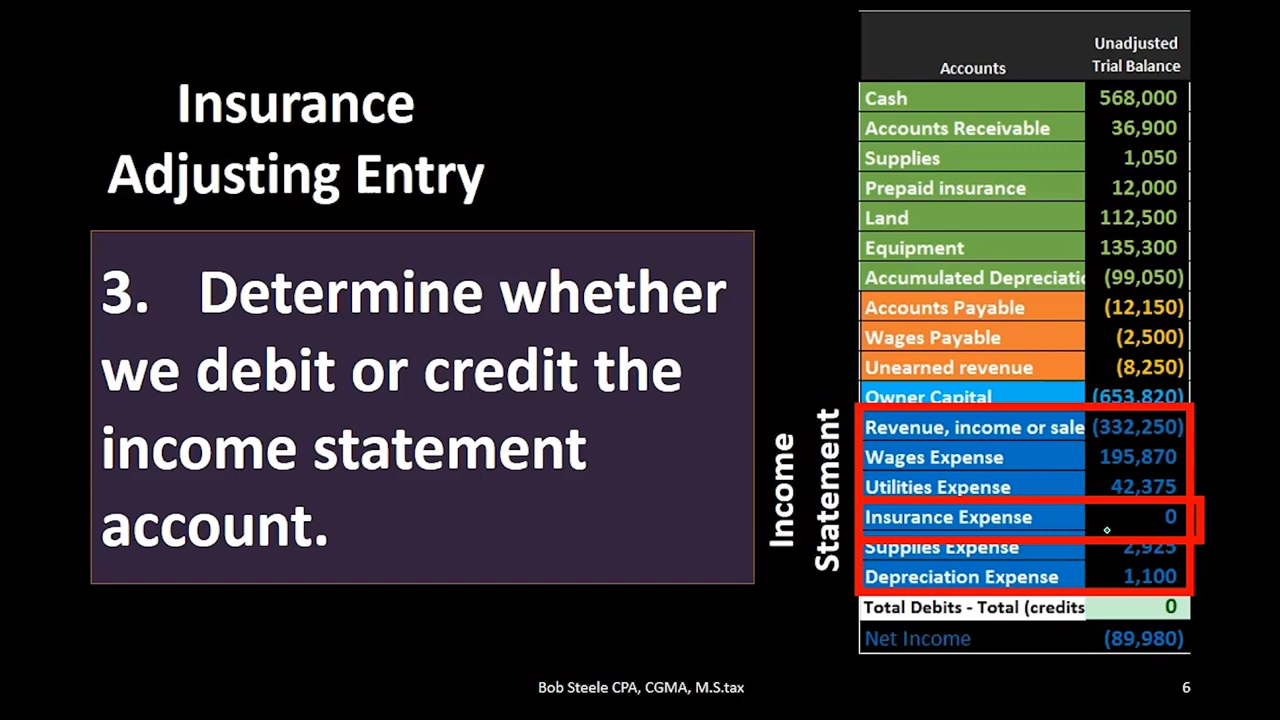 Insurance
Adjusting Entry
3. Determine whether
we debit or credit the
income statement
account.
Income
Statement
Unadjusted
Accounts Trial Balance
Cash 568,000
Accounts Receivable 36,900
Supplies 1,050
Prepaid insurance 12,000
Land 112,500
Equipment 135,300
Accumulated Depreciatio (99,050)
Accounts Payable (12,150)
Wages Payable (2,500)
Unearned revenue (8,250)
Owner Capital (653,820)
Revenue, income or sale (332,250)
Wages Expense 195,870
Utilities Expense 42,375
Insurance Expense 0
Supplies Expense 2,925
Depreciation Expense 1,100
Total Debits - Total (credits 0
Net Income (89,980)
Bob Steele CPA, CGMA, M.S.tax
6